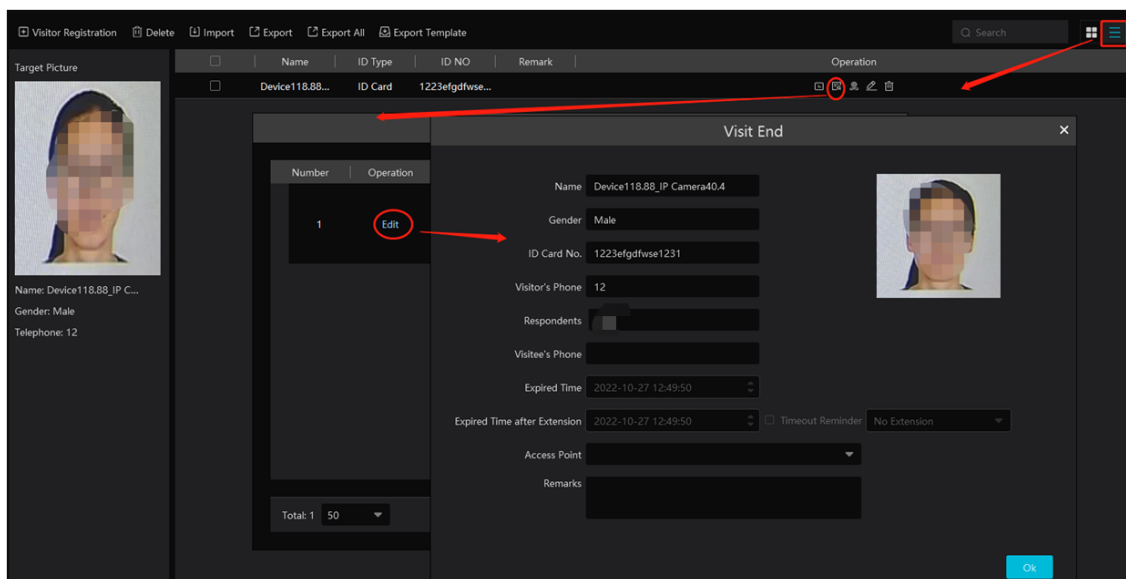 Visitor Registration Delete Import Export Export All Export Template Search
Target Picture
Name ID Type ID NO Remark Operation
Device118.88... ID Card 1223efgdfwse...
Name: Device118.88_IP C...
Gender: Male
Telephone: 12
Number Operation
1 Edit
Total: 1 50
Visit End
Name Device118.88_IP Camera40.4
Gender Male
ID Card No. 1223efgdfwse1231
Visitor's Phone 12
Respondents
Visitee's Phone
Expired Time 2022-10-27 12:49:50
Expired Time after Extension 2022-10-27 12:49:50 Timeout Reminder No Extension
Access Point
Remarks
Ok